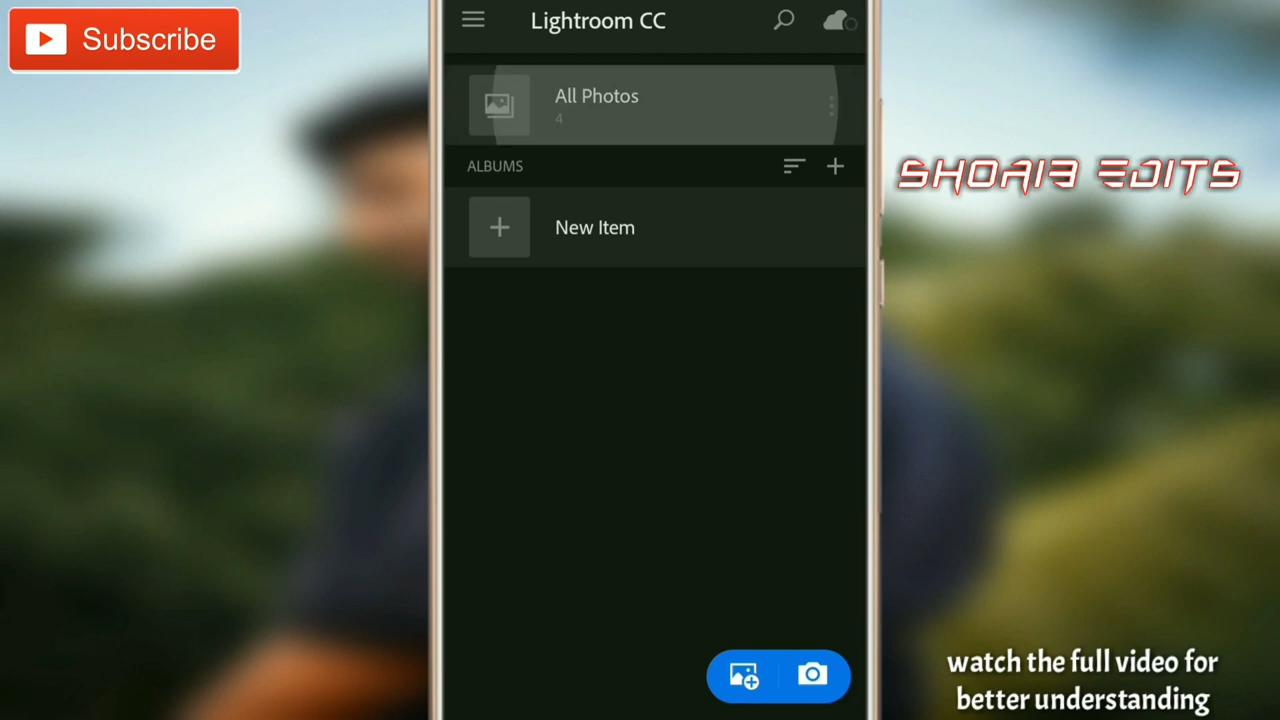 Subscribe
Lightroom CC
SHOAIB EDITS
All Photos
4
ALBUMS
New Item
watch the full video for
better understanding